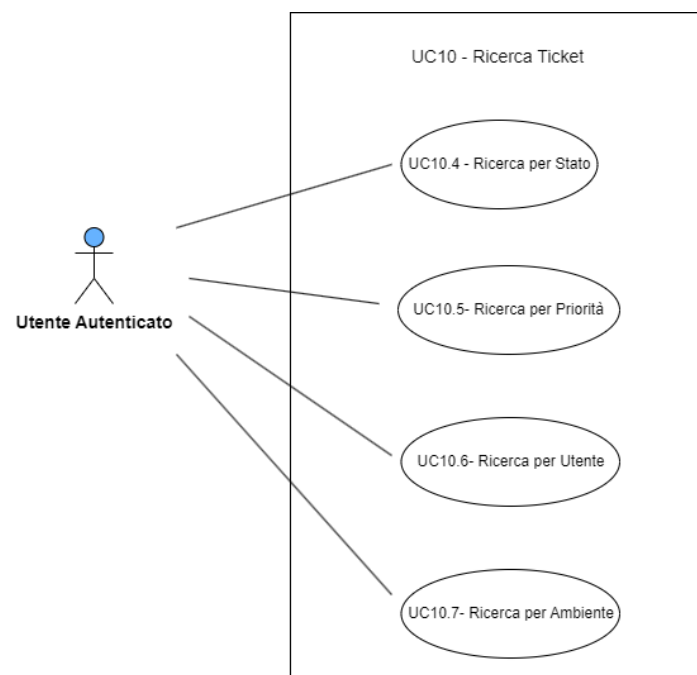 UC10 - Ricerca Ticket
UC10.4 - Ricerca per Stato
UC10.5- Ricerca per Priorità
Utente Autenticato
UC10.6- Ricerca per Utente
UC10.7- Ricerca per Ambiente